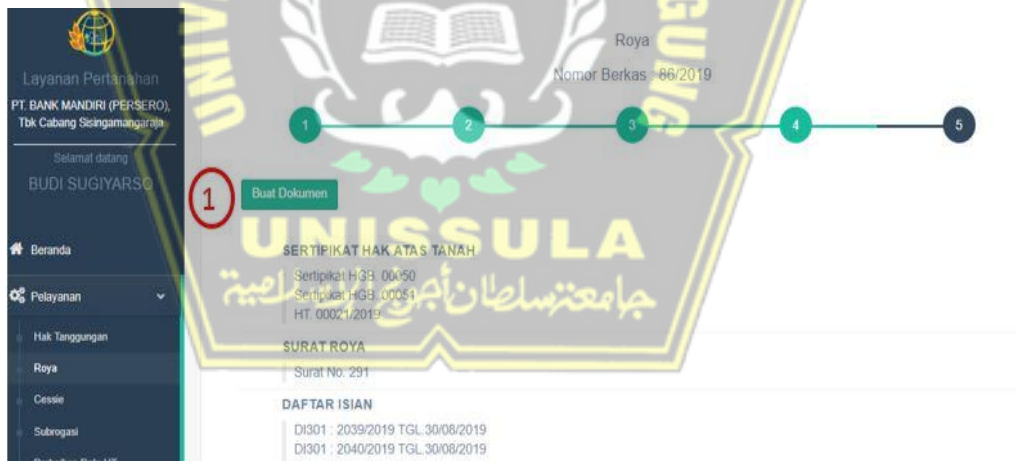 Layanan Pertanahan
PT. BANK MANDIRI (PERSERO),
Tbk Cabang Sisingamangaraja
Selamat datang
BUDI SUGIYARSO
Beranda
Pelayanan
Hak Tanggungan
Roya
Cessie
Subrogasi
Roya
Nomor Berkas : 86/2019
1
2
3
4
5
1
Buat Dokumen
SERTIPIKAT HAK ATAS TANAH
Sertipikat HGB. 00050
Sertipikat HGB. 00051
HT. 00021/2019
SURAT ROYA
Surat No. 291
DAFTAR ISIAN
DI301 : 2039/2019 TGL.30/08/2019
DI301 : 2040/2019 TGL.30/08/2019
UNISSULA
جامعتنسلطان أجونج الإسلامية